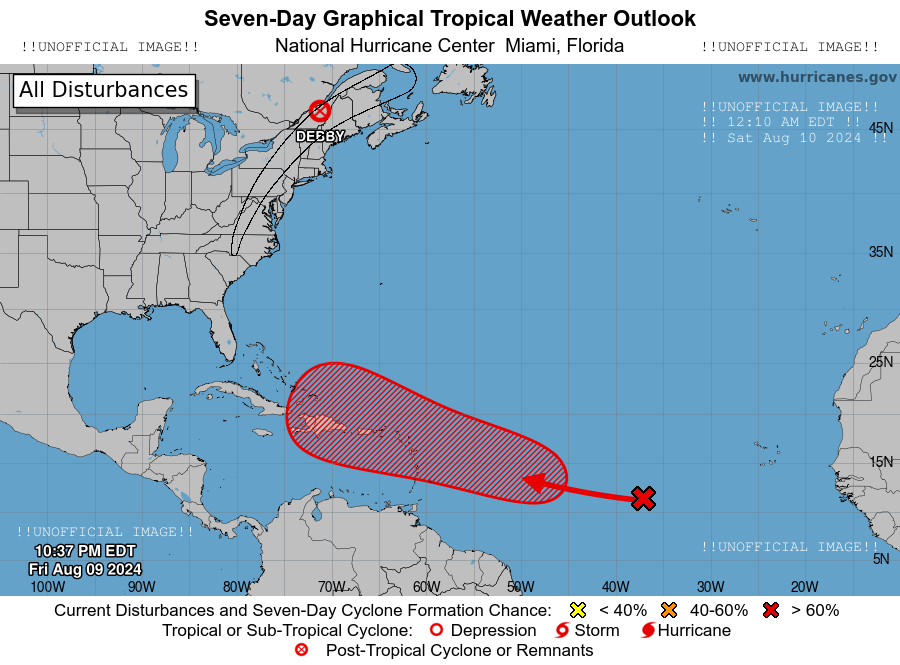 Seven-Day Graphical Tropical Weather Outlook
!!UNOFFICIAL IMAGE!! National Hurricane Center Miami, Florida !!UNOFFICIAL IMAGE!!
All Disturbances
www.hurricanes.gov
!!UNOFFICIAL IMAGE!!
!! 12:10 AM EDT !!
!! Sat Aug 10 2024 !!
DEBBY
45N
35N
25N
15N
!!UNOFFICIAL IMAGE!!
!!UNOFFICIAL IMAGE!!
10:37 PM EDT
Fri Aug 09 2024
5N
100W 90W 80W 70W 60W 50W 40W 30W 20W
Current Disturbances and Seven-Day Cyclone Formation Chance: < 40% 40-60% > 60%
Tropical or Sub-Tropical Cyclone: Depression Storm Hurricane
Post-Tropical Cyclone or Remnants